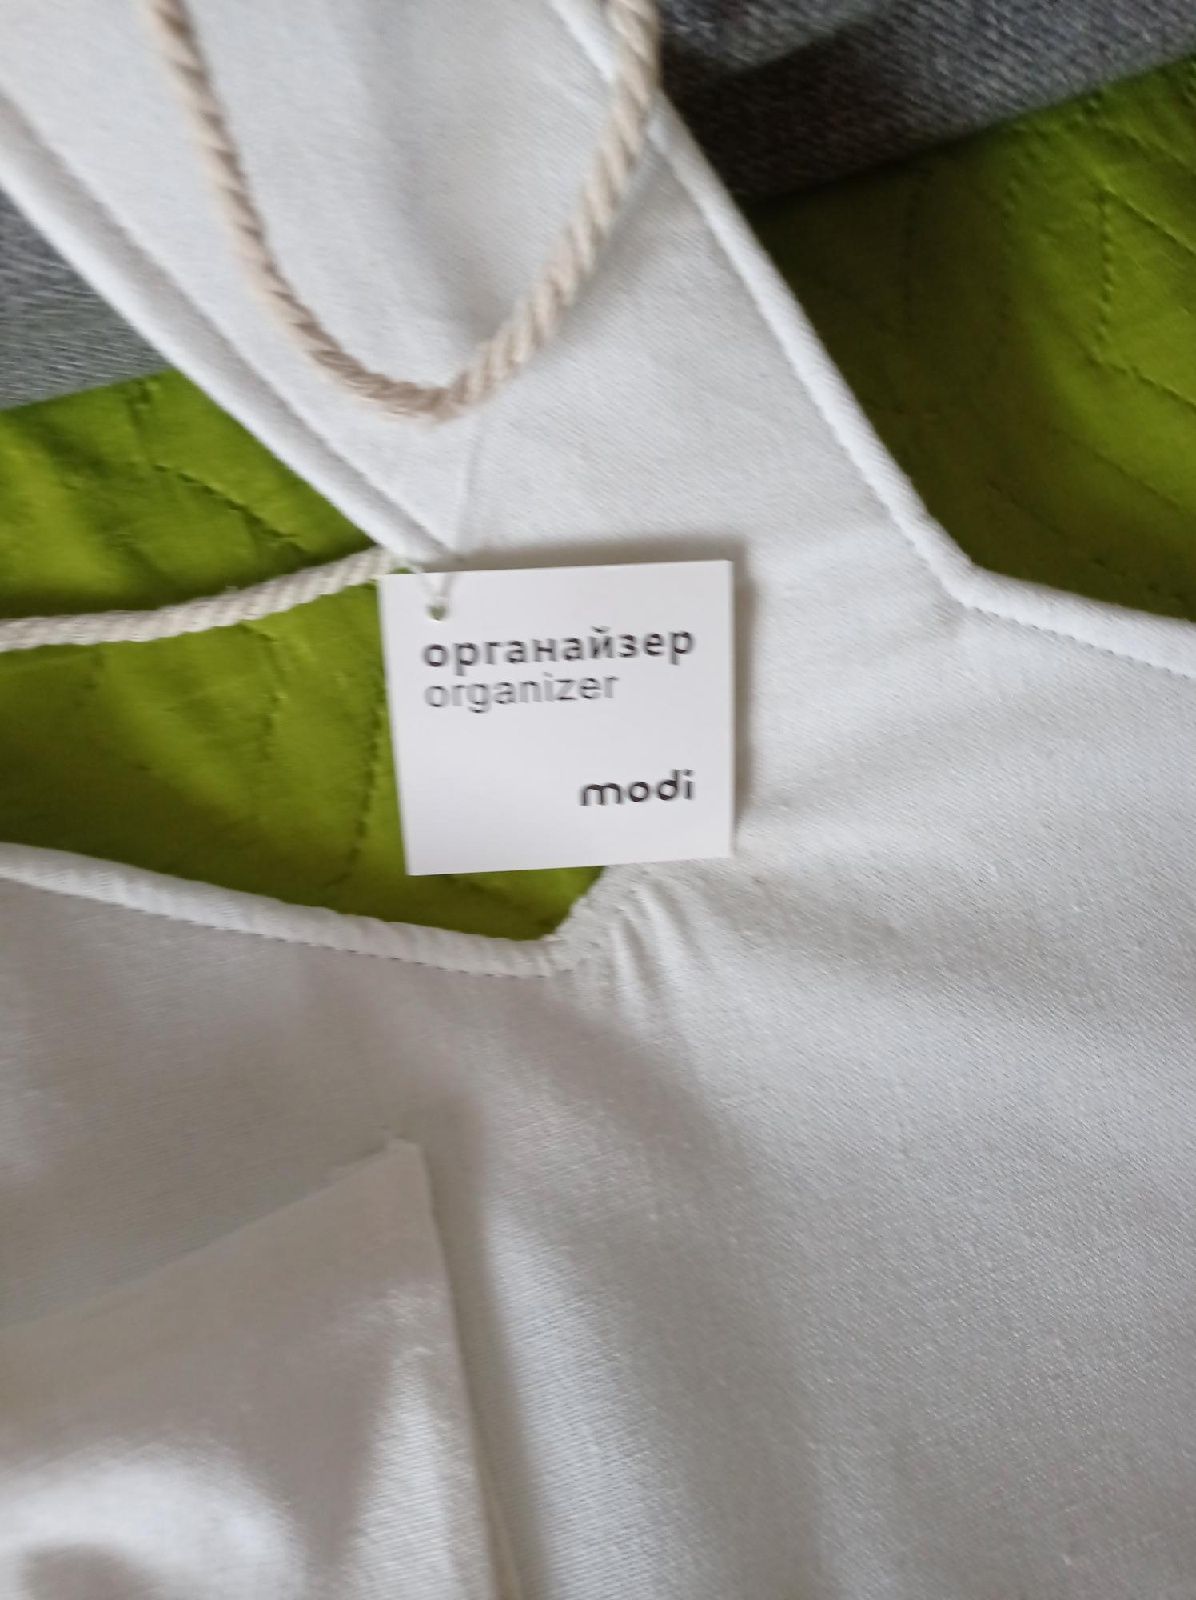 органайзер
organizer
modi